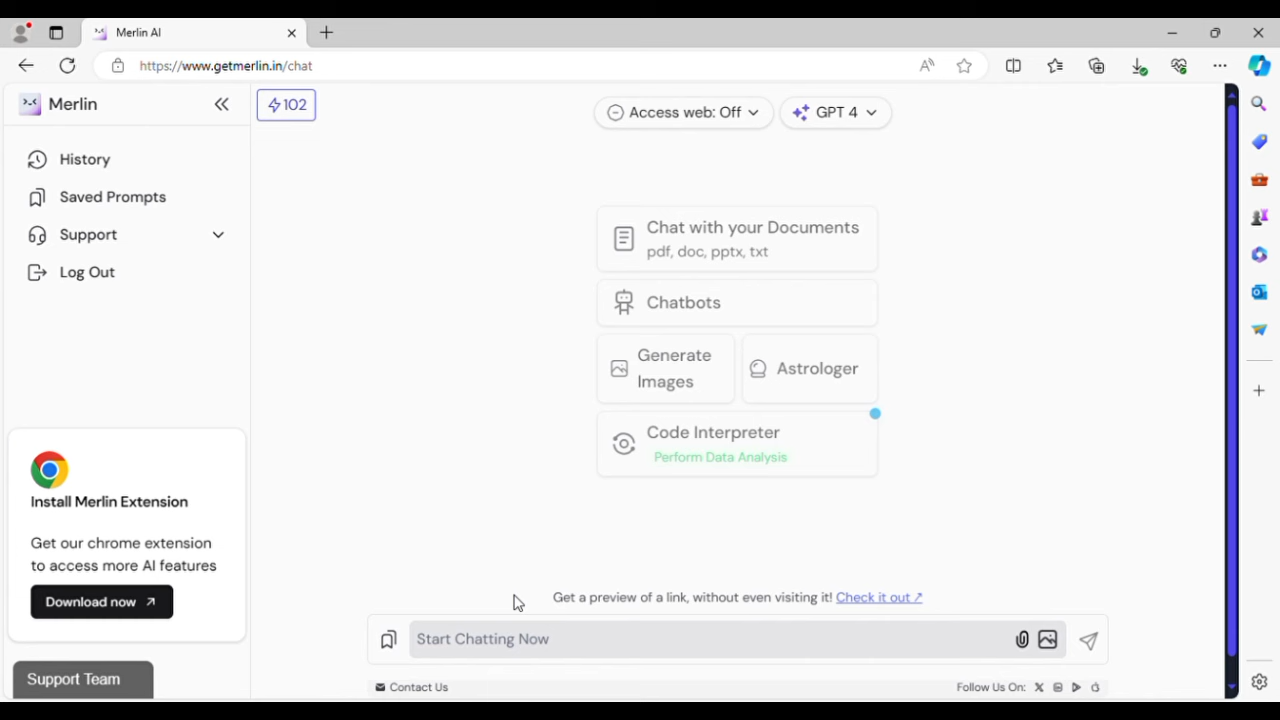 Merlin AI
https://www.getmerlin.in/chat
Merlin
102
Access web: Off
GPT 4
History
Saved Prompts
Support
Log Out
Chat with your Documents
pdf, doc, pptx, txt
Chatbots
Generate
Images
Astrologer
Code Interpreter
Perform Data Analysis
Install Merlin Extension
Get our chrome extension
to access more AI features
Download now
Support Team
Get a preview of a link, without even visiting it! Check it out
Start Chatting Now
Contact Us
Follow Us On: